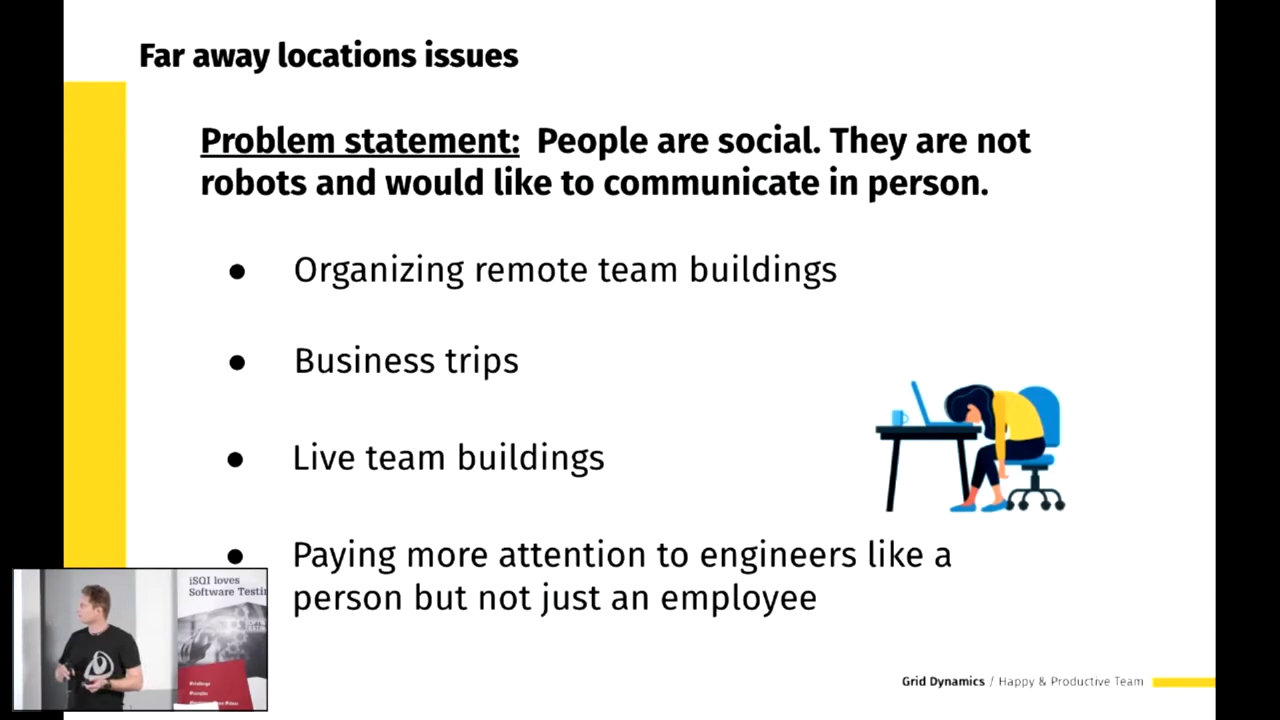 Far away locations issues
Problem statement: People are social. They are not
robots and would like to communicate in person.
● Organizing remote team buildings
● Business trips
● Live team buildings
● Paying more attention to engineers like a
person but not just an employee
iSQI loves
Software Testin
Grid Dynamics / Happy & Productive Team